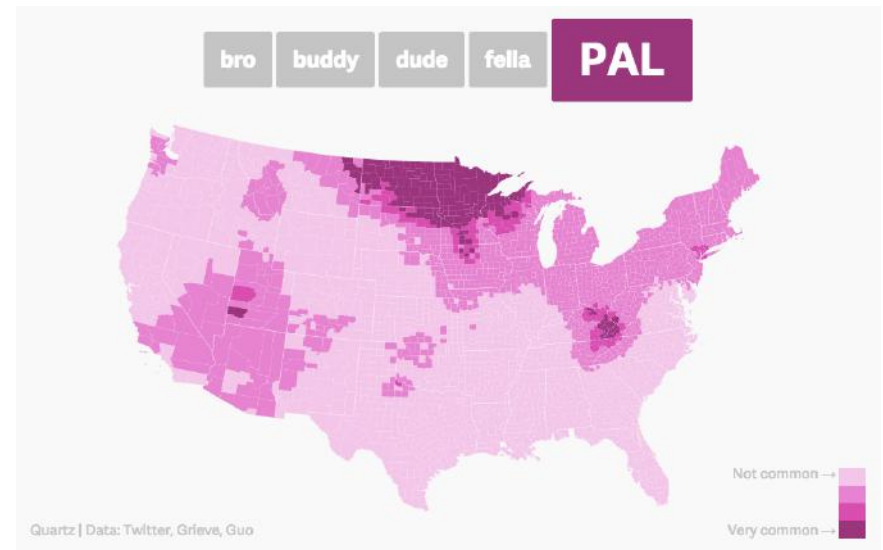 bro buddy dude fella PAL
Not common →
Very common →
Quartz | Data: Twitter, Grieve, Guo